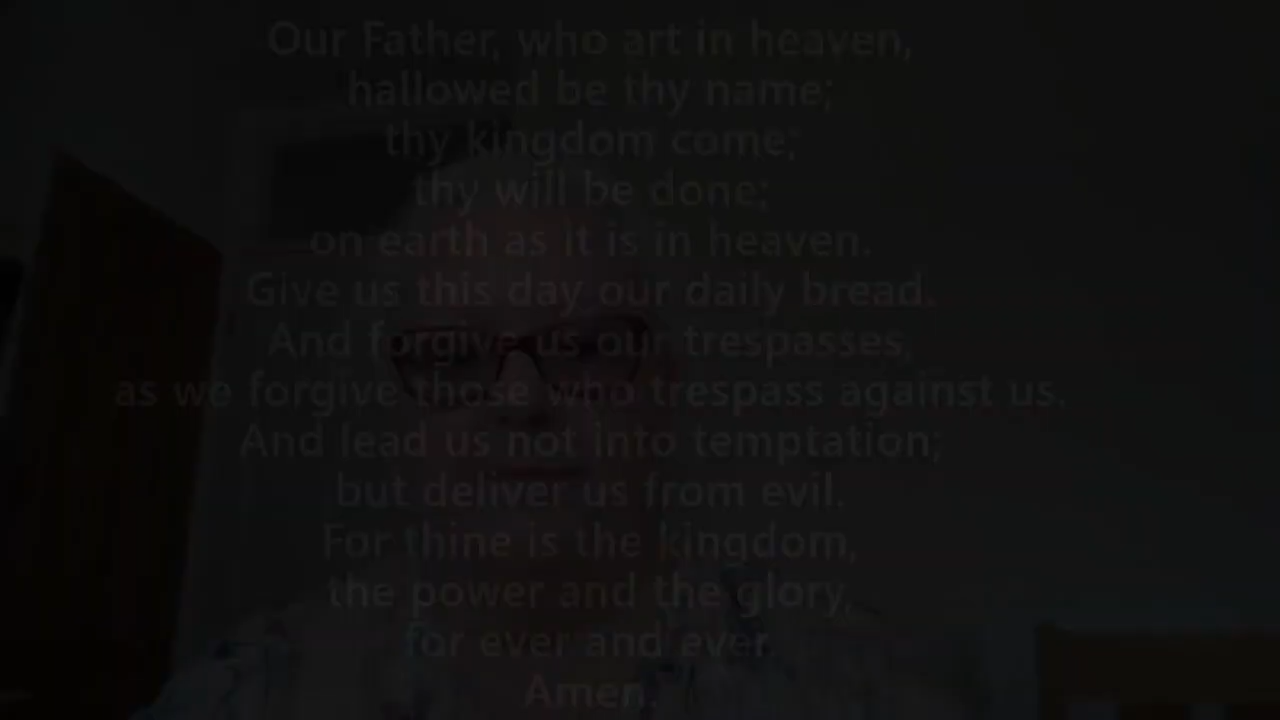 Our Father, who art in heaven,
hallowed be thy name;
thy kingdom come;
thy will be done;
on earth as it is in heaven.
Give us this day our daily bread.
And forgive us our trespasses,
as we forgive those who trespass against us.
And lead us not into temptation;
but deliver us from evil.
For thine is the kingdom,
the power and the glory,
for ever and ever.
Amen.